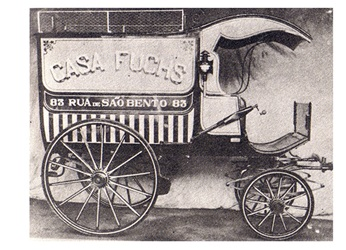 CASA FUCHS
83 RUA DE SÃO BENTO 83